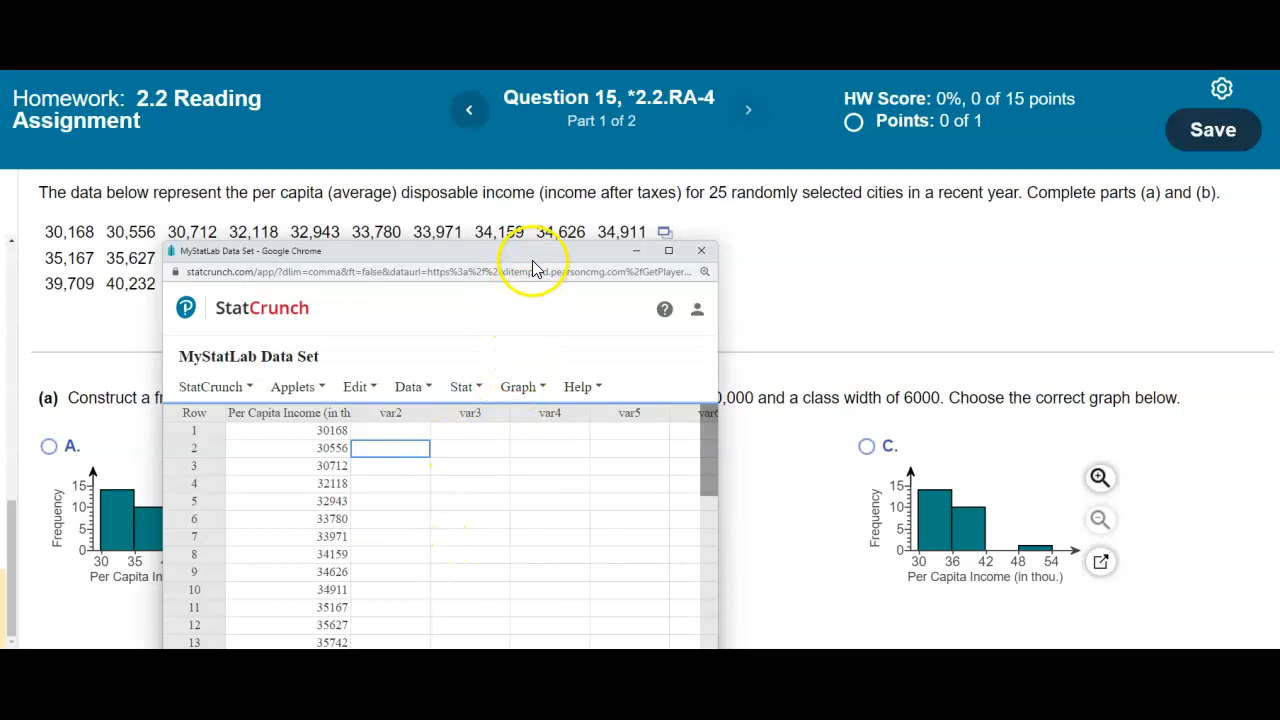 Homework: 2.2 Reading Assignment
Question 15, *2.2.RA-4
Part 1 of 2
HW Score: 0%, 0 of 15 points
Points: 0 of 1
Save
The data below represent the per capita (average) disposable income (income after taxes) for 25 randomly selected cities in a recent year. Complete parts (a) and (b).
30,168 30,556 30,712 32,118 32,943 33,780 33,971 34,159 34,626 34,911
35,167 35,627
39,709 40,232
MyStatLab Data Set - Google Chrome
StatCrunch
MyStatLab Data Set
StatCrunch Applets Edit Data Stat Graph Help
Row Per Capita Income (in th var2 var3 var4 var5 var6
1 30168
2 30556
3 30712
4 32118
5 32943
6 33780
7 33971
8 34159
9 34626
10 34911
11 35167
12 35627
13 35742
(a) Construct a fr
,000 and a class width of 6000. Choose the correct graph below.
A.
15
10
5
0
Frequency
30 35
Per Capita In
C.
15
10
5
0
Frequency
30 36 42 48 54
Per Capita Income (in thou.)